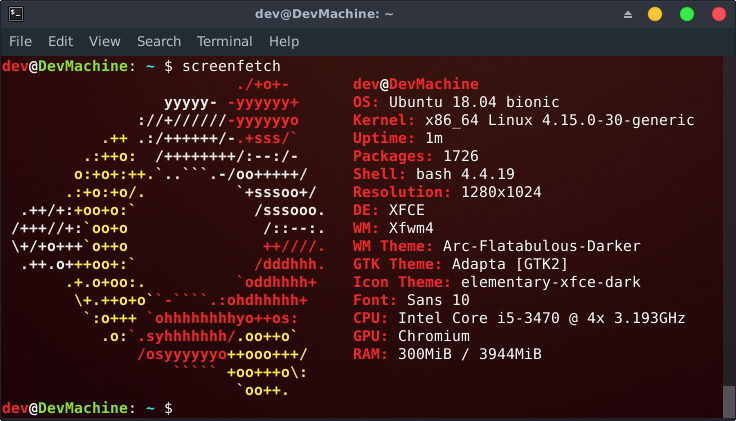 dev@DevMachine: ~
File Edit View Search Terminal Help
dev@DevMachine: ~ $ screenfetch
                          ./+o+-       dev@DevMachine
                  yyyyy- -yyyyyy+      OS: Ubuntu 18.04 bionic
               ://+//////-yyyyyyo      Kernel: x86_64 Linux 4.15.0-30-generic
           .++ .:/++++++/-.+sss/`      Uptime: 1m
         .:++o:  /++++++++/:--:/-      Packages: 1726
        o:+o+:++.`..```.-/oo+++++/     Shell: bash 4.4.19
       .:+o:+o/.          `+sssoo+/    Resolution: 1280x1024
  .++/+:+oo+o:`             /sssooo.   DE: XFCE
 /+++//+:`oo+o               /::--:.   WM: Xfwm4
 \+/+o+++`o++o               ++////.   WM Theme: Arc-Flatabulous-Darker
  .++.o+++oo+:`             /dddhhh.   GTK Theme: Adapta [GTK2]
       .+.o+oo:.          `oddhhhh+    Icon Theme: elementary-xfce-dark
        \+.++o+o``-````.:ohdhhhhh+     Font: Sans 10
         `:o+++ `ohhhhhhhhyo++os:      CPU: Intel Core i5-3470 @ 4x 3.193GHz
           .o:`.syhhhhhhh/.oo++o`      GPU: Chromium
               /osyyyyyyo++ooo+++/     RAM: 300MiB / 3944MiB
                   ````` +oo+++o\:
                          `oo++.
dev@DevMachine: ~ $